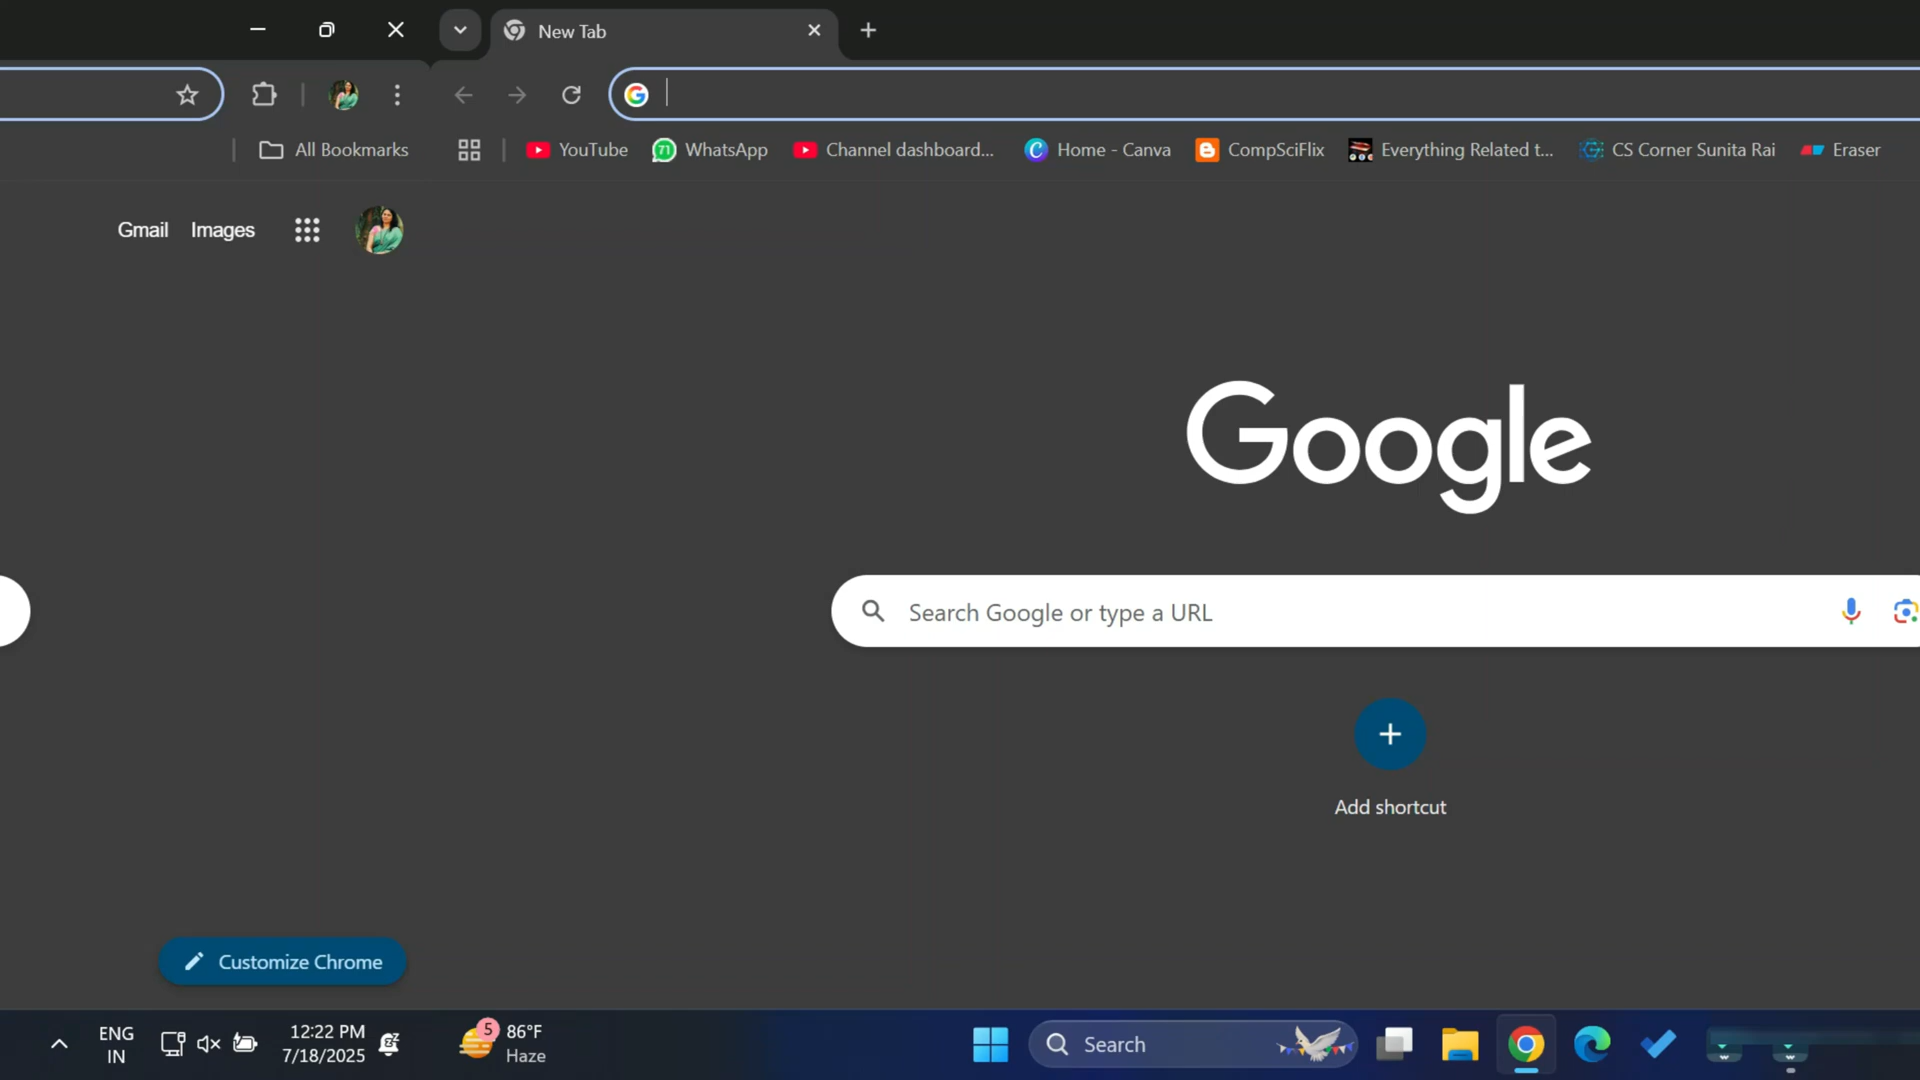 New Tab
All Bookmarks
YouTube
71
WhatsApp
Channel dashboard...
Home - Canva
CompSciFlix
Everything Related t...
CS Corner Sunita Rai
Eraser
Gmail
Images
Google
Search Google or type a URL
Add shortcut
Customize Chrome
ENG
IN
12:22 PM
7/18/2025
5
86°F
Haze
Search